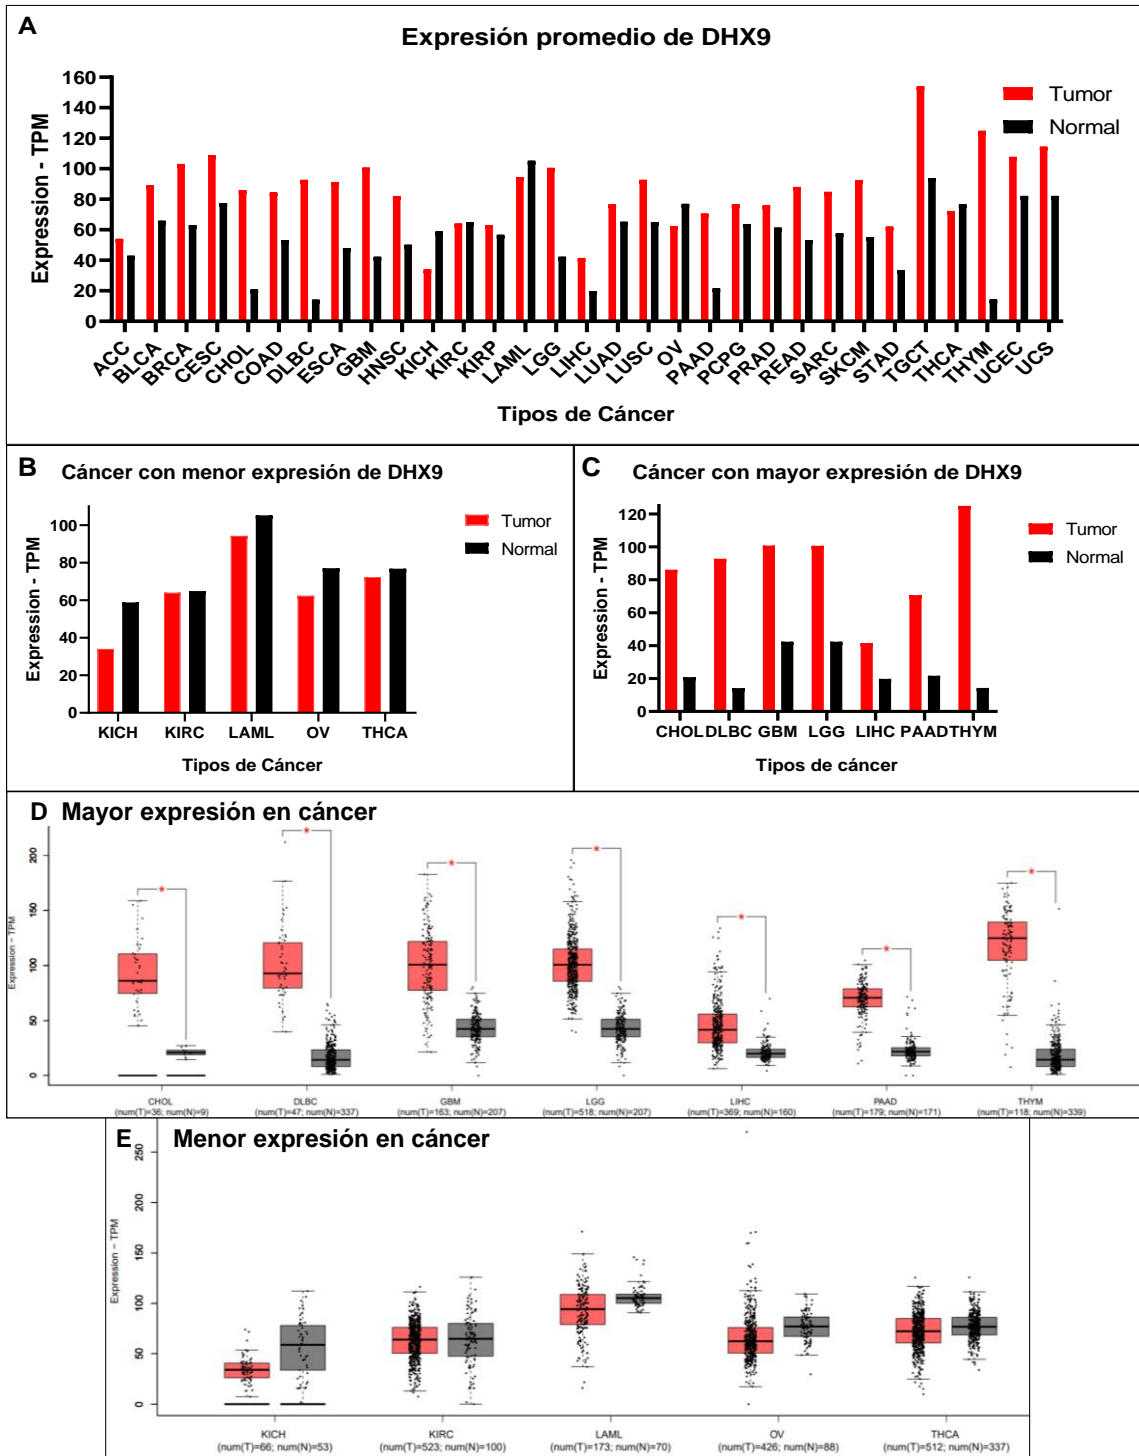 A
Expresión promedio de DHX9
Expression - TPM
160
140
120
100
80
60
40
20
0
Tumor
Normal
ACC BLCA BRCA CESC CHOL COAD DLBC ESCA GBM HNSC KICH KIRC KIRP LAML LGG LIHC LUAD LUSC OV PAAD PCPG PRAD READ SARC SKCM STAD TGCT THCA THYM UCEC UCS
Tipos de Cáncer
B Cáncer con menor expresión de DHX9
Expression - TPM
100
80
60
40
20
0
Tumor
Normal
KICH KIRC LAML OV THCA
Tipos de Cáncer
C Cáncer con mayor expresión de DHX9
Expression - TPM
120
100
80
60
40
20
0
Tumor
Normal
CHOL DLBC GBM LGG LIHC PAAD THYM
Tipos de cáncer
D Mayor expresión en cáncer
Expression − TPM
200
150
100
50
0
* * * * * * *
CHOL DLBC GBM LGG LIHC PAAD THYM
(num(T)=36; num(N)=9) (num(T)=47; num(N)=337) (num(T)=163; num(N)=207) (num(T)=518; num(N)=207) (num(T)=369; num(N)=160) (num(T)=179; num(N)=171) (num(T)=118; num(N)=339)
E Menor expresión en cáncer
Expression − TPM
250
200
150
100
50
0
KICH KIRC LAML OV THCA
(num(T)=66; num(N)=53) (num(T)=523; num(N)=100) (num(T)=173; num(N)=70) (num(T)=426; num(N)=88) (num(T)=512; num(N)=337)